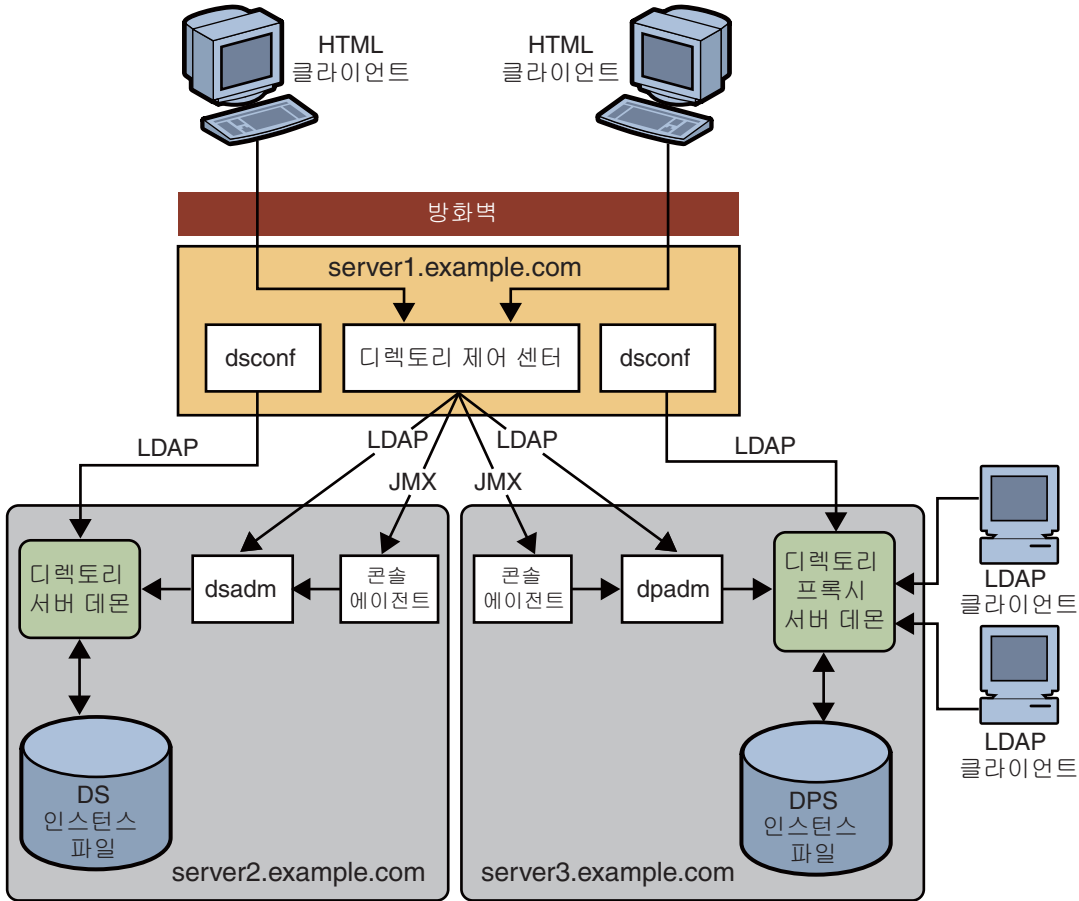 HTML
클라이언트
HTML
클라이언트
방화벽
server1.example.com
dsconf
디렉토리 제어 센터
dsconf
LDAP
LDAP
LDAP
LDAP
JMX
JMX
디렉토리
서버 데몬
dsadm
콘솔
에이전트
콘솔
에이전트
dpadm
디렉토리
프록시
서버 데몬
LDAP
클라이언트
LDAP
클라이언트
DS
인스턴스
파일
DPS
인스턴스
파일
server2.example.com
server3.example.com